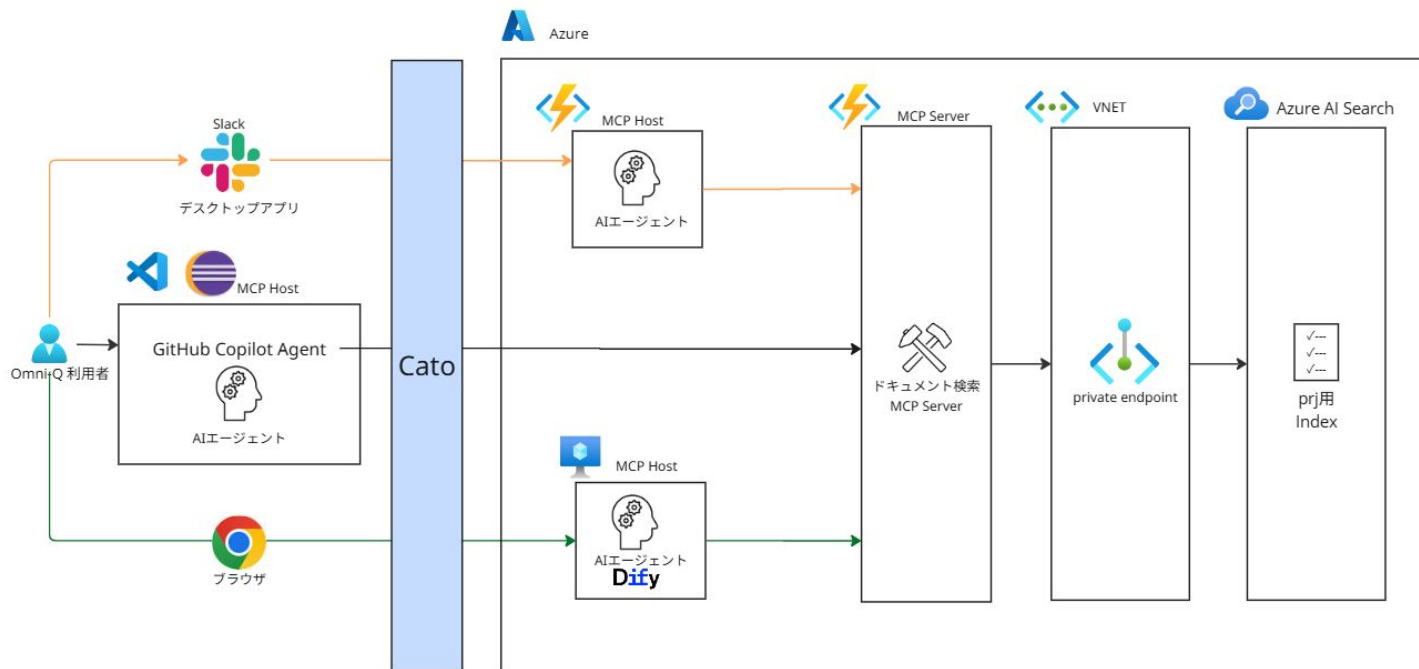 Azure
Slack
デスクトップアプリ
MCP Host
AIエージェント
MCP Server
VNET
Azure AI Search
MCP Host
GitHub Copilot Agent
AIエージェント
Omni-Q 利用者
Cato
ドキュメント検索
MCP Server
private endpoint
✓---
✓---
✓---
prj用
Index
MCP Host
AIエージェント
Dify
ブラウザ